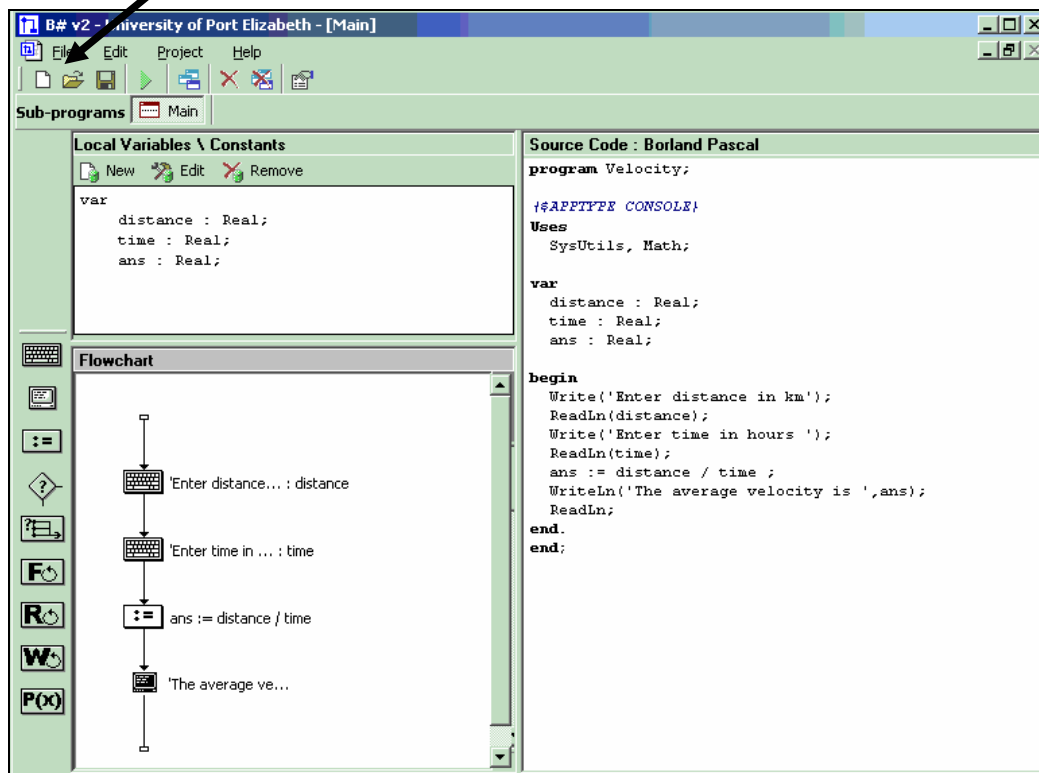 B# v2 - University of Port Elizabeth - [Main]
File Edit Project Help
Sub-programs Main
Local Variables \ Constants
New Edit Remove
var
distance : Real;
time : Real;
ans : Real;
Flowchart
'Enter distance... : distance
'Enter time in ... : time
:= ans := distance / time
'The average ve...
:=
?
?
F
R
W
P(x)
Source Code : Borland Pascal
program Velocity;
{$APPTYPE CONSOLE}
Uses
SysUtils, Math;
var
distance : Real;
time : Real;
ans : Real;
begin
Write('Enter distance in km');
ReadLn(distance);
Write('Enter time in hours ');
ReadLn(time);
ans := distance / time ;
WriteLn('The average velocity is ',ans);
ReadLn;
end.
end;